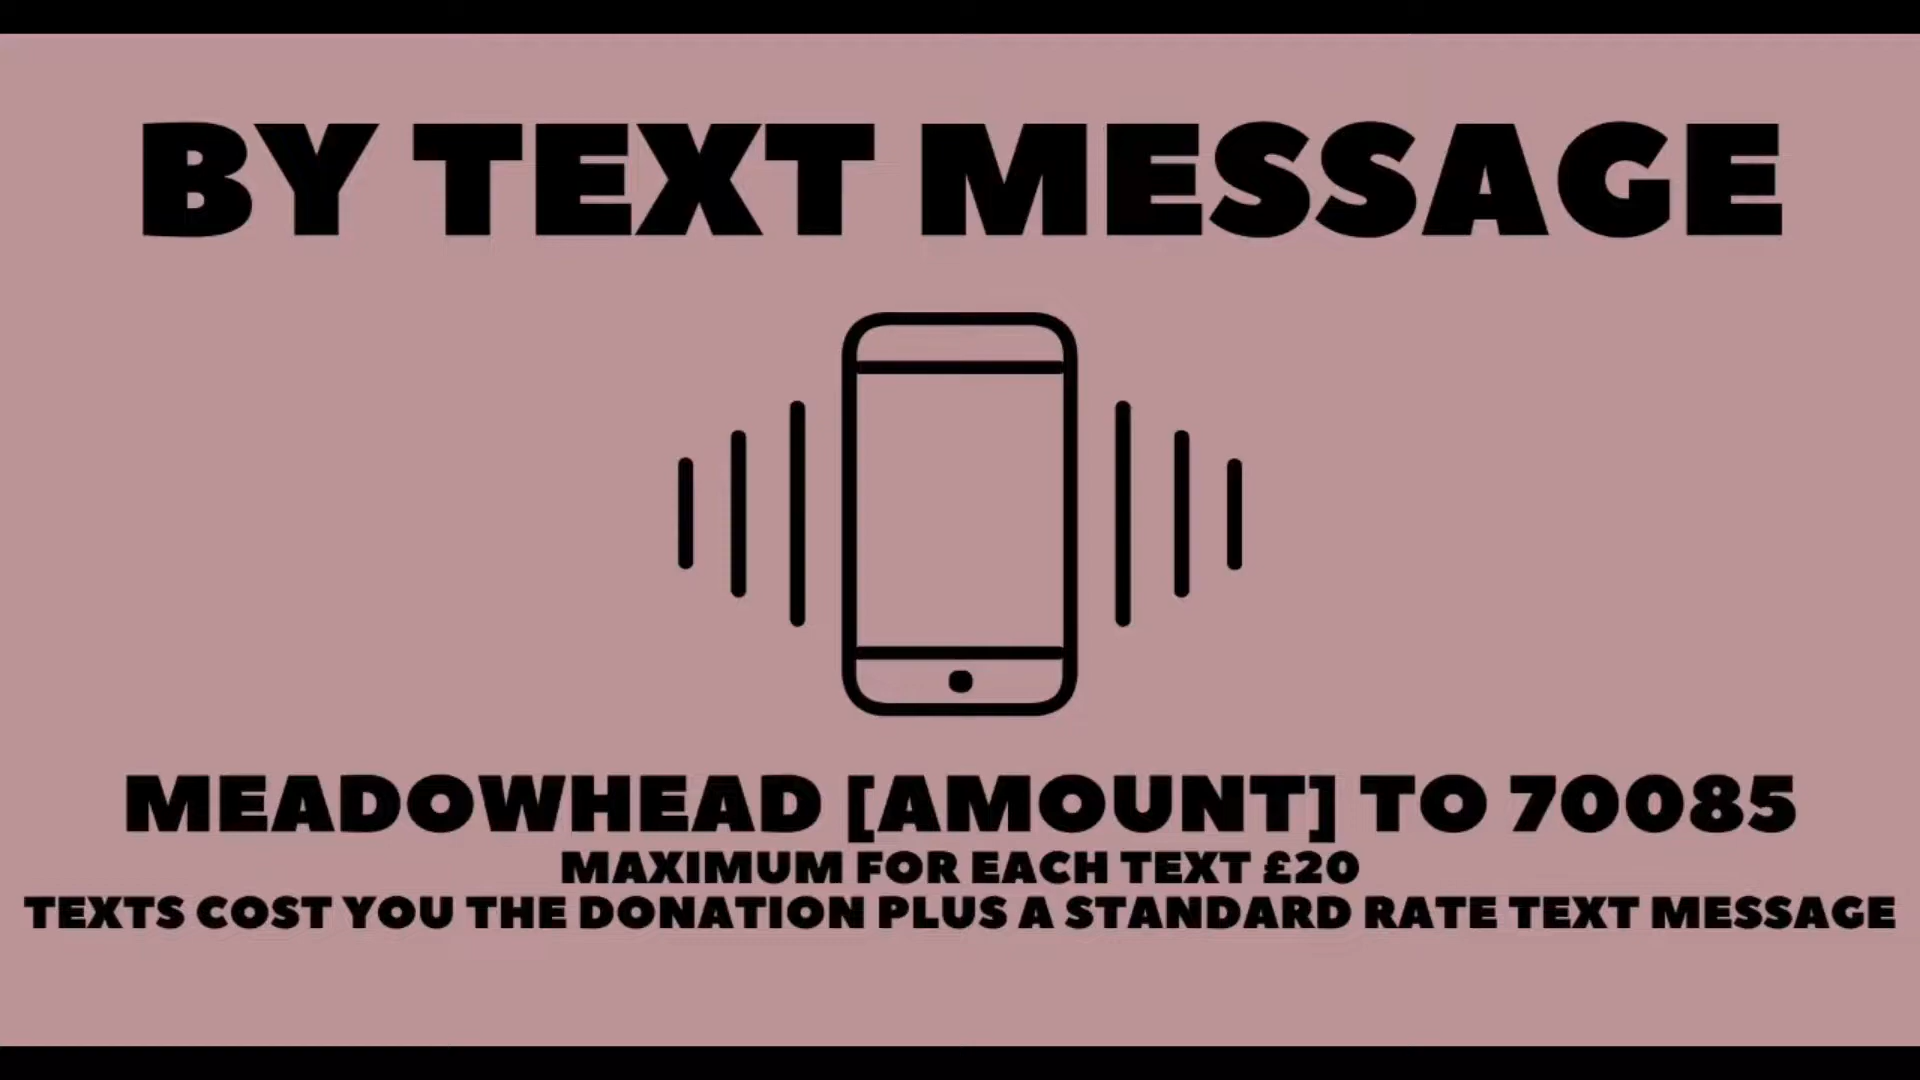 BY TEXT MESSAGE
MEADOWHEAD [AMOUNT] TO 70085
MAXIMUM FOR EACH TEXT £20
TEXTS COST YOU THE DONATION PLUS A STANDARD RATE TEXT MESSAGE